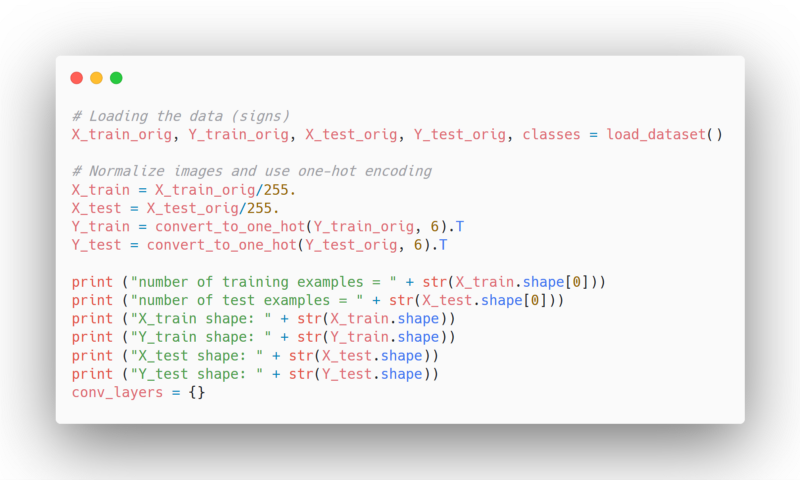 # Loading the data (signs)
X_train_orig, Y_train_orig, X_test_orig, Y_test_orig, classes = load_dataset()
# Normalize images and use one-hot encoding
X_train = X_train_orig/255.
X_test = X_test_orig/255.
Y_train = convert_to_one_hot(Y_train_orig, 6).T
Y_test = convert_to_one_hot(Y_test_orig, 6).T
print ("number of training examples = " + str(X_train.shape[0]))
print ("number of test examples = " + str(X_test.shape[0]))
print ("X_train shape: " + str(X_train.shape))
print ("Y_train shape: " + str(Y_train.shape))
print ("X_test shape: " + str(X_test.shape))
print ("Y_test shape: " + str(Y_test.shape))
conv_layers = {}